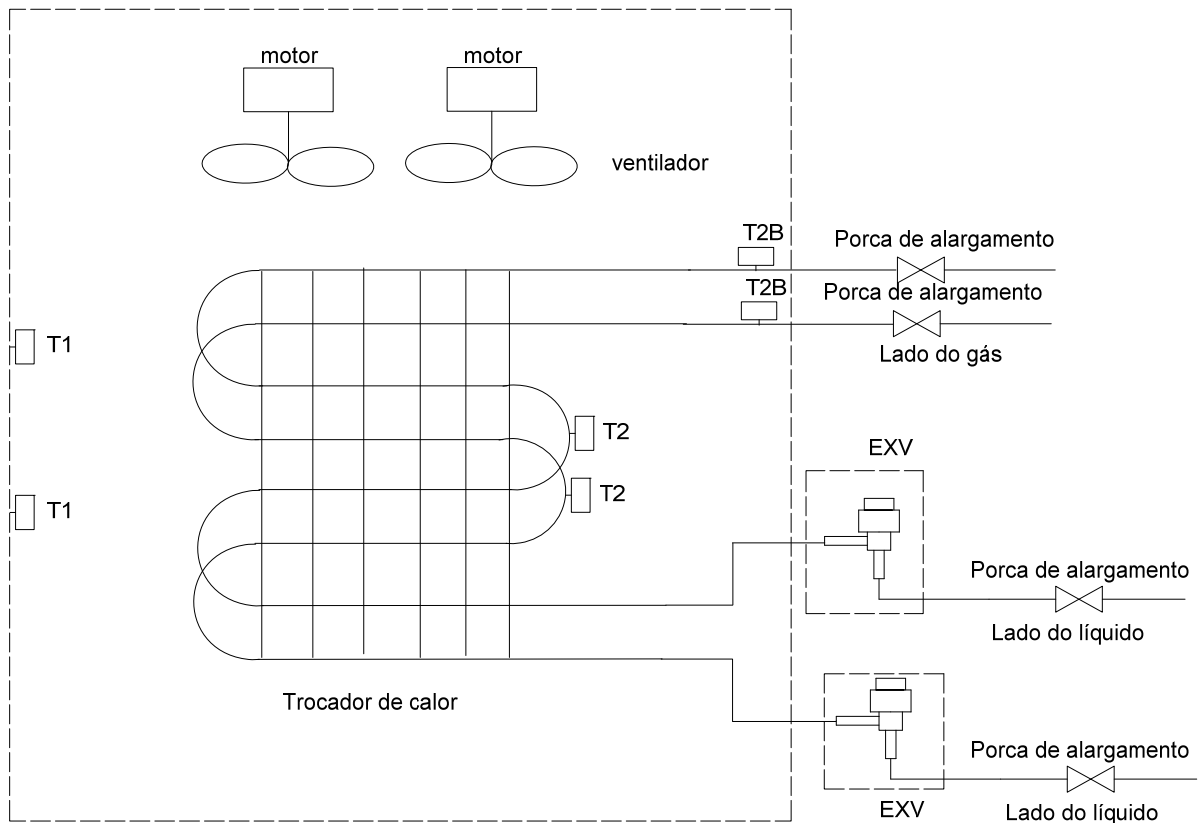 motor
motor
ventilador
T2B
Porca de alargamento
T2B
Porca de alargamento
T1
Lado do gás
T2
EXV
T2
T1
Porca de alargamento
Lado do líquido
Trocador de calor
Porca de alargamento
EXV
Lado do líquido